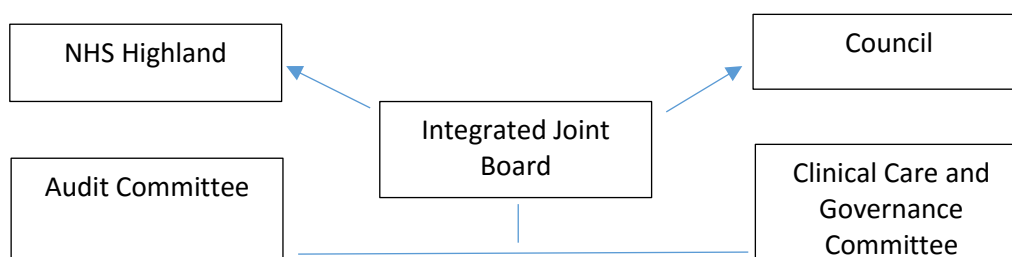 NHS Highland
Council
Integrated Joint
Board
Audit Committee
Clinical Care and
Governance
Committee